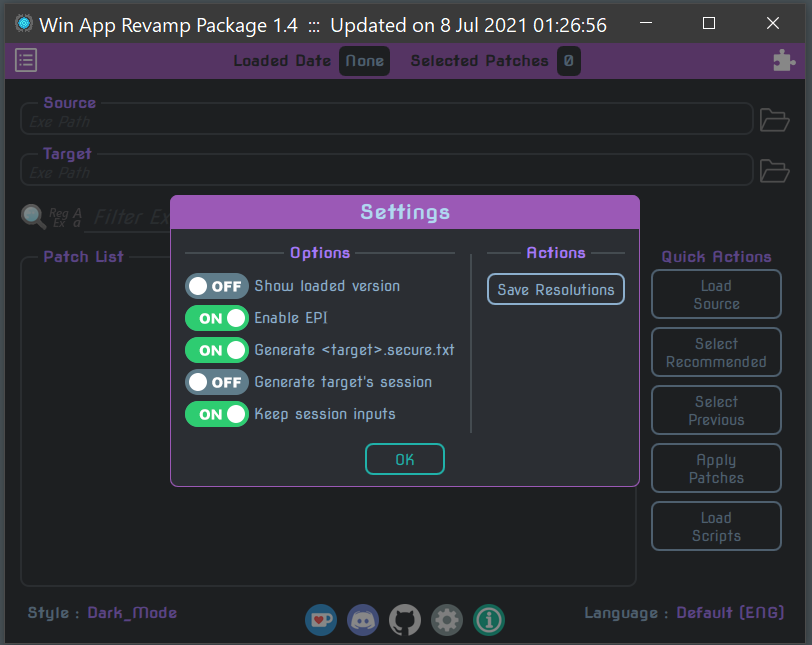 Win App Revamp Package 1.4 ::: Updated on 8 Jul 2021 01:26:56
Loaded Date None Selected Patches 0
Source
Exe Path
Target
Exe Path
Reg Ex A a Filter Ex
Patch List
Settings
Options
OFF Show loaded version
ON Enable EPI
ON Generate <target>.secure.txt
OFF Generate target's session
ON Keep session inputs
Actions
Save Resolutions
OK
Quick Actions
Load
Source
Select
Recommended
Select
Previous
Apply
Patches
Load
Scripts
Style : Dark_Mode
Language : Default (ENG)